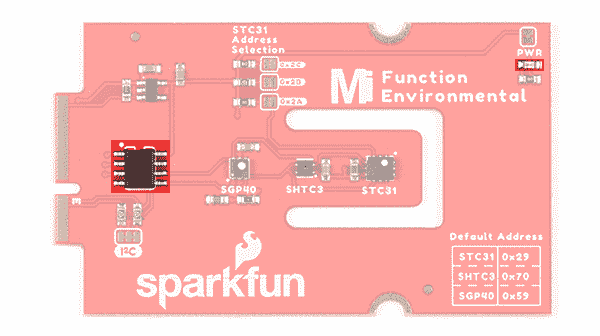 STC31
Address
Selection
0x2C
0x2B
0x2A
PWR
Mi Function
Environmental
SGP40
SHTC3
STC31
I²C
sparkfun
Default Address
STC31 0x29
SHTC3 0x70
SGP40 0x59